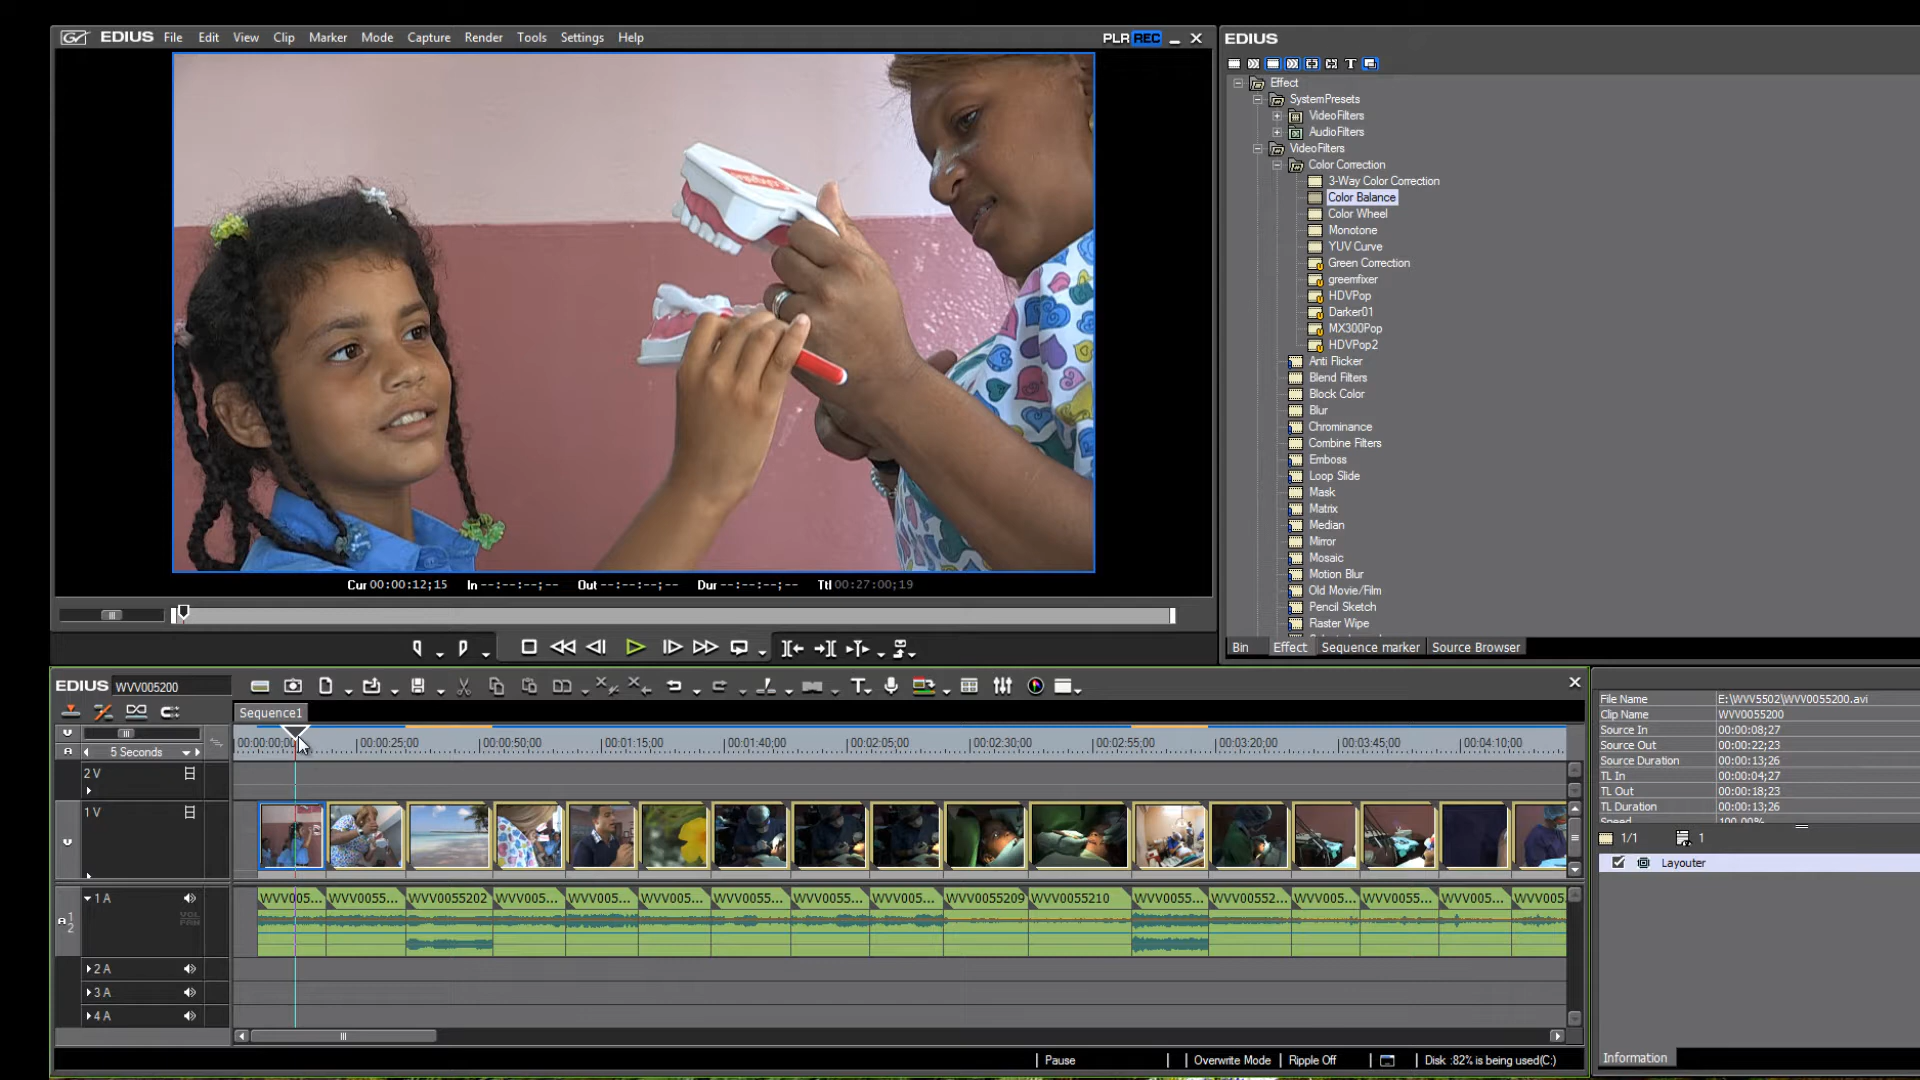 EDIUS File Edit View Clip Marker Mode Capture Render Tools Settings Help PLR REC
Cur 00:00:12;15 In --:--:--;-- Out --:--:--;-- Dur --:--:--;-- Ttl 00:27:00;19
EDIUS
Effect
SystemPresets
VideoFilters
AudioFilters
VideoFilters
Color Correction
3-Way Color Correction
Color Balance
Color Wheel
Monotone
YUV Curve
Green Correction
greemfixer
HDVPop
Darker01
MX300Pop
HDVPop2
Anti Flicker
Blend Filters
Block Color
Blur
Chrominance
Combine Filters
Emboss
Loop Slide
Mask
Matrix
Median
Mirror
Mosaic
Motion Blur
Old Movie/Film
Pencil Sketch
Raster Wipe
Bin Effect Sequence marker Source Browser
EDIUS WVV005200
Sequence1
5 Seconds
00:00:00;00 00:00:25;00 00:00:50;00 00:01:15;00 00:01:40;00 00:02:05;00 00:02:30;00 00:02:55;00 00:03:20;00 00:03:45;00 00:04:10;00
2 V
1 V
1 A
WVV005... WVV0055... WVV0055202 WVV005... WVV0055... WVV005... WVV0055... WVV0055... WVV005... WVV0055209 WVV0055210 WVV0055... WVV00552... WVV005... WVV0055... WVV005... WVV005
VOL
PAN
A 1
2
2 A
3 A
4 A
Pause Overwrite Mode Ripple Off Disk :82% is being used(C:)
File Name E:\WVV5502\WVV0055200.avi
Clip Name WVV0055200
Source In 00:00:08;27
Source Out 00:00:22;23
Source Duration 00:00:13;26
TL In 00:00:04;27
TL Out 00:00:18;23
TL Duration 00:00:13;26
Speed 100.00%
1/1 1
Layouter
Information